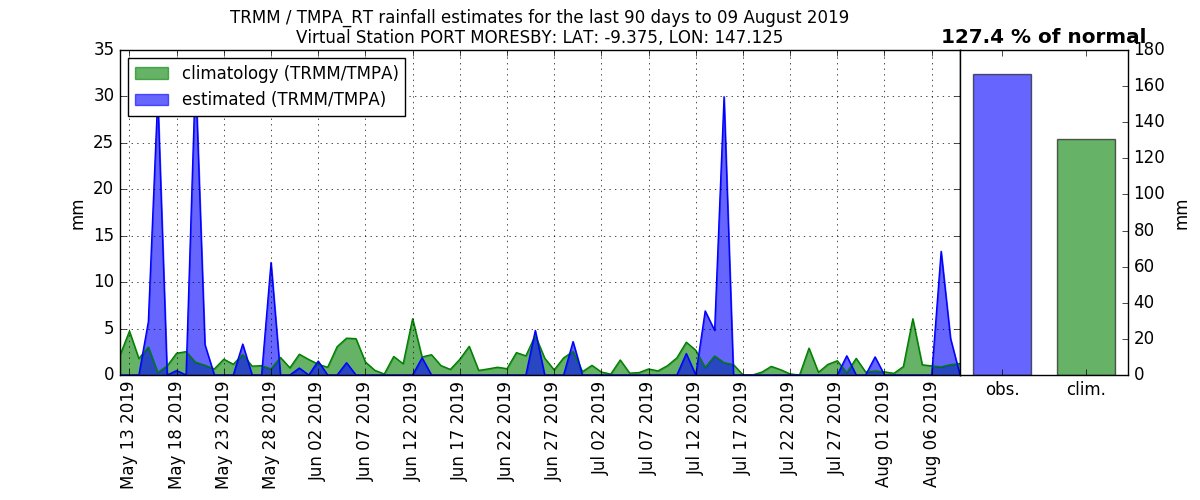 TRMM / TMPA_RT rainfall estimates for the last 90 days to 09 August 2019
Virtual Station PORT MORESBY: LAT: -9.375, LON: 147.125
127.4 % of normal
climatology (TRMM/TMPA)
estimated (TRMM/TMPA)
35
30
25
20
15
10
5
0
mm
May 13 2019
May 18 2019
May 23 2019
May 28 2019
Jun 02 2019
Jun 07 2019
Jun 12 2019
Jun 17 2019
Jun 22 2019
Jun 27 2019
Jul 02 2019
Jul 07 2019
Jul 12 2019
Jul 17 2019
Jul 22 2019
Jul 27 2019
Aug 01 2019
Aug 06 2019
180
160
140
120
100
80
60
40
20
0
mm
obs.
clim.